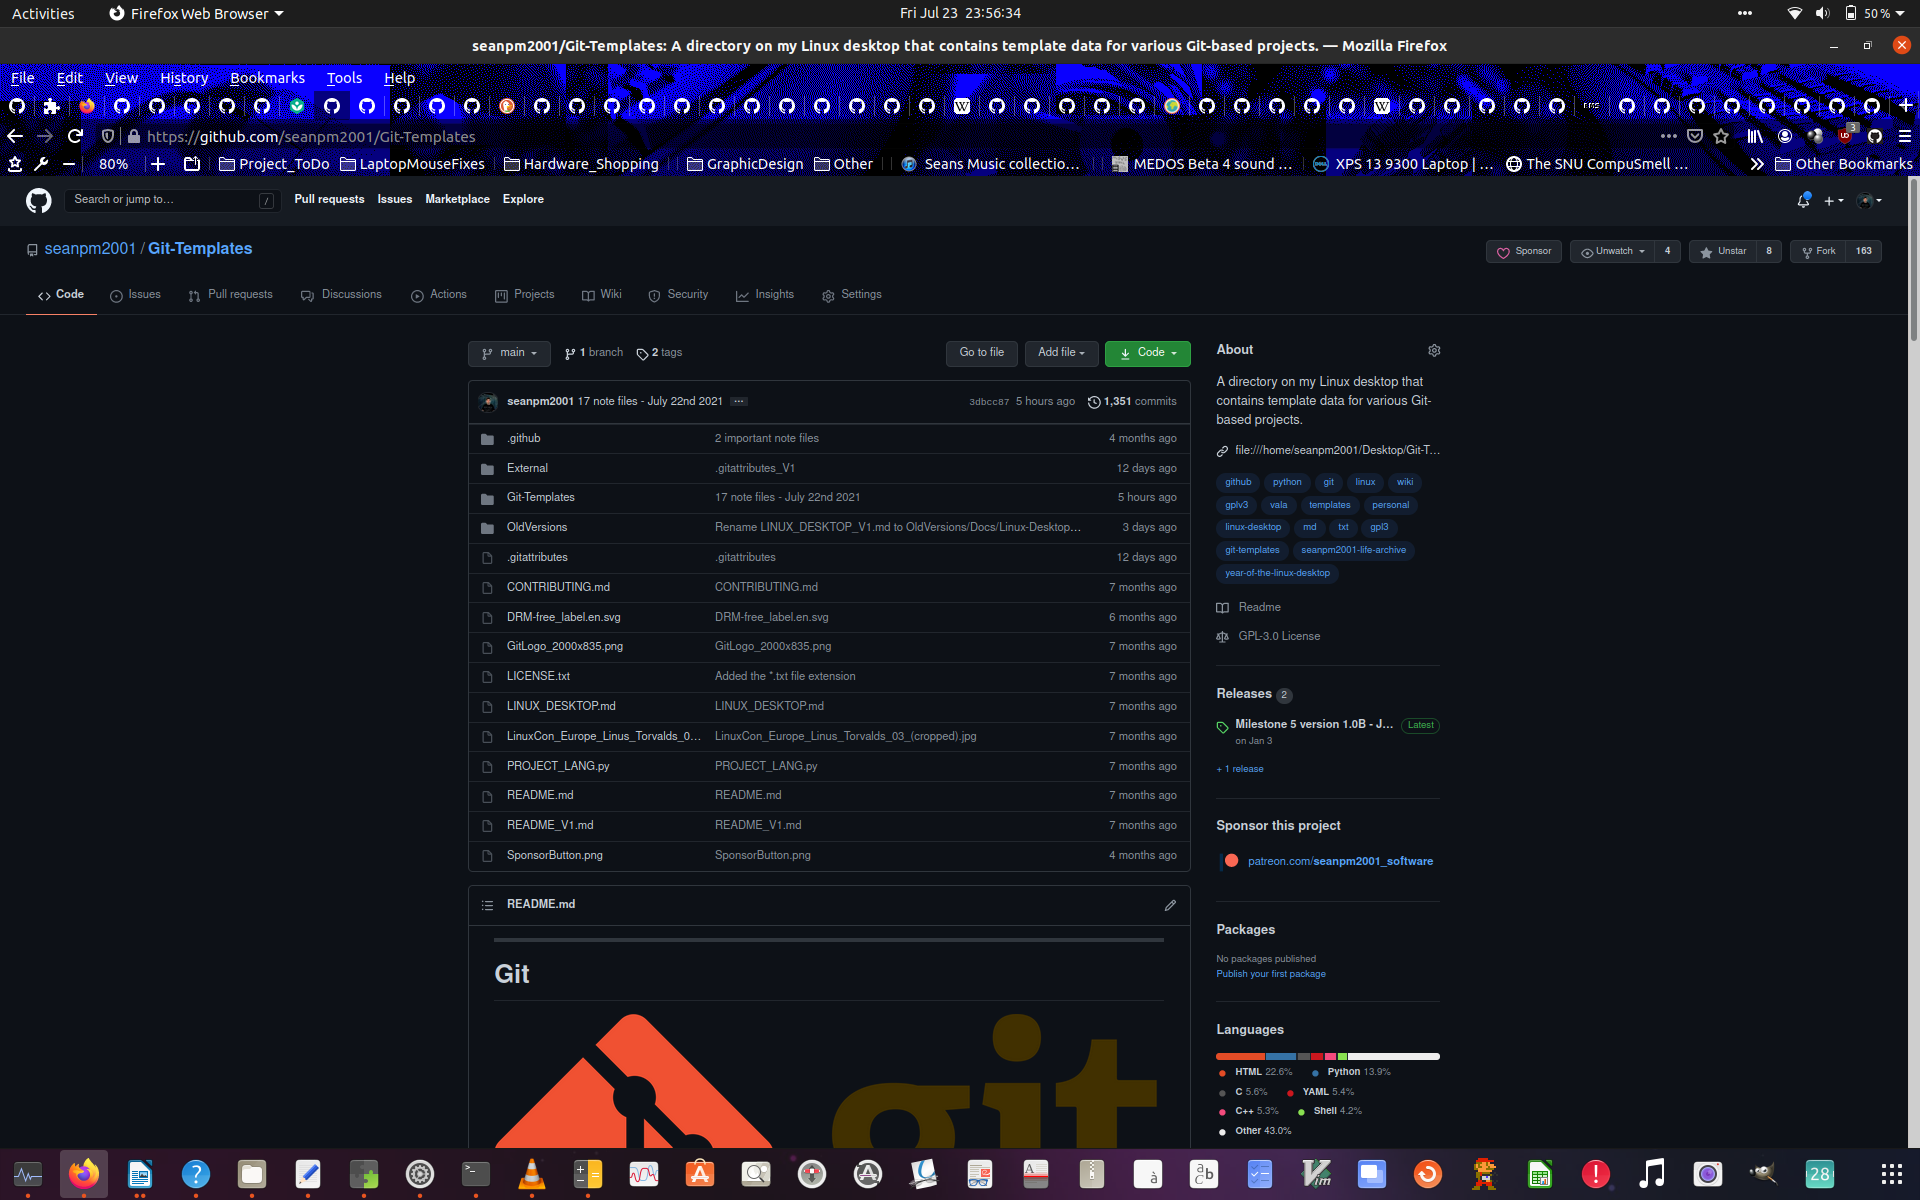 Activities
Firefox Web Browser
Fri Jul 23 23:56:34
50 %
seanpm2001/Git-Templates: A directory on my Linux desktop that contains template data for various Git-based projects. — Mozilla Firefox
File Edit View History Bookmarks Tools Help
https://github.com/seanpm2001/Git-Templates
3
80%
Project_ToDo
LaptopMouseFixes
Hardware_Shopping
GraphicDesign
Other
Seans Music collectio…
MEDOS Beta 4 sound …
XPS 13 9300 Laptop | …
The SNU CompuSmell …
Other Bookmarks
Search or jump to…
/
Pull requests Issues Marketplace Explore
seanpm2001 / Git-Templates
Sponsor
Unwatch 4
Unstar 8
Fork 163
Code Issues Pull requests Discussions Actions Projects Wiki Security Insights Settings
main
1 branch
2 tags
Go to file
Add file
Code
seanpm2001 17 note files - July 22nd 2021 ...
3dbcc87 5 hours ago
1,351 commits
.github 2 important note files 4 months ago
External .gitattributes_V1 12 days ago
Git-Templates 17 note files - July 22nd 2021 5 hours ago
OldVersions Rename LINUX_DESKTOP_V1.md to OldVersions/Docs/Linux-Desktop… 3 days ago
.gitattributes .gitattributes 12 days ago
CONTRIBUTING.md CONTRIBUTING.md 7 months ago
DRM-free_label.en.svg DRM-free_label.en.svg 6 months ago
GitLogo_2000x835.png GitLogo_2000x835.png 7 months ago
LICENSE.txt Added the *.txt file extension 7 months ago
LINUX_DESKTOP.md LINUX_DESKTOP.md 7 months ago
LinuxCon_Europe_Linus_Torvalds_0… LinuxCon_Europe_Linus_Torvalds_03_(cropped).jpg 7 months ago
PROJECT_LANG.py PROJECT_LANG.py 7 months ago
README.md README.md 7 months ago
README_V1.md README_V1.md 7 months ago
SponsorButton.png SponsorButton.png 4 months ago
README.md
Git
git
About
A directory on my Linux desktop that
contains template data for various Git-
based projects.
file:///home/seanpm2001/Desktop/Git-T…
github python git linux wiki
gplv3 vala templates personal
linux-desktop md txt gpl3
git-templates seanpm2001-life-archive
year-of-the-linux-desktop
Readme
GPL-3.0 License
Releases 2
Milestone 5 version 1.0B - J… Latest
on Jan 3
+ 1 release
Sponsor this project
patreon.com/seanpm2001_software
Packages
No packages published
Publish your first package
Languages
HTML 22.6% Python 13.9%
C 5.6% YAML 5.4%
C++ 5.3% Shell 4.2%
Other 43.0%
28